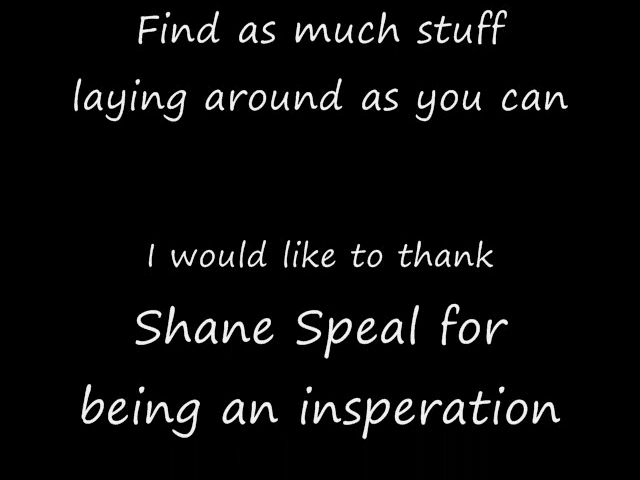 Find as much stuff
laying around as you can
I would like to thank
Shane Speal for
being an insperation